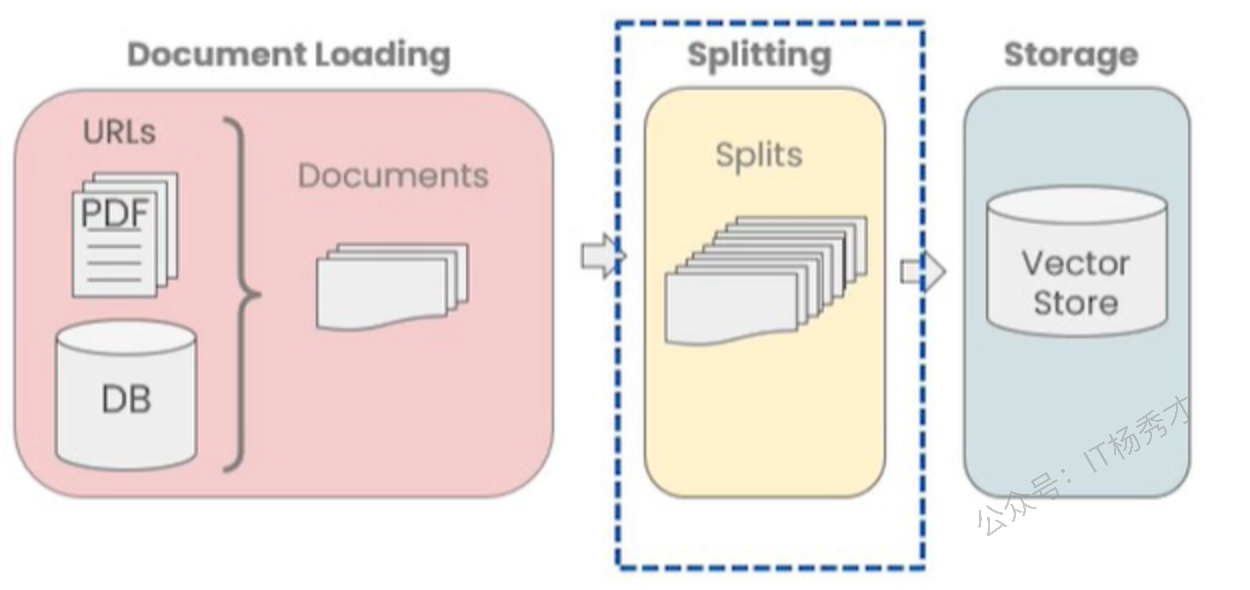 Document Loading
Splitting
Storage
URLs
Documents
Splits
PDF
DB
Vector
Store
公众号：IT杨秀才